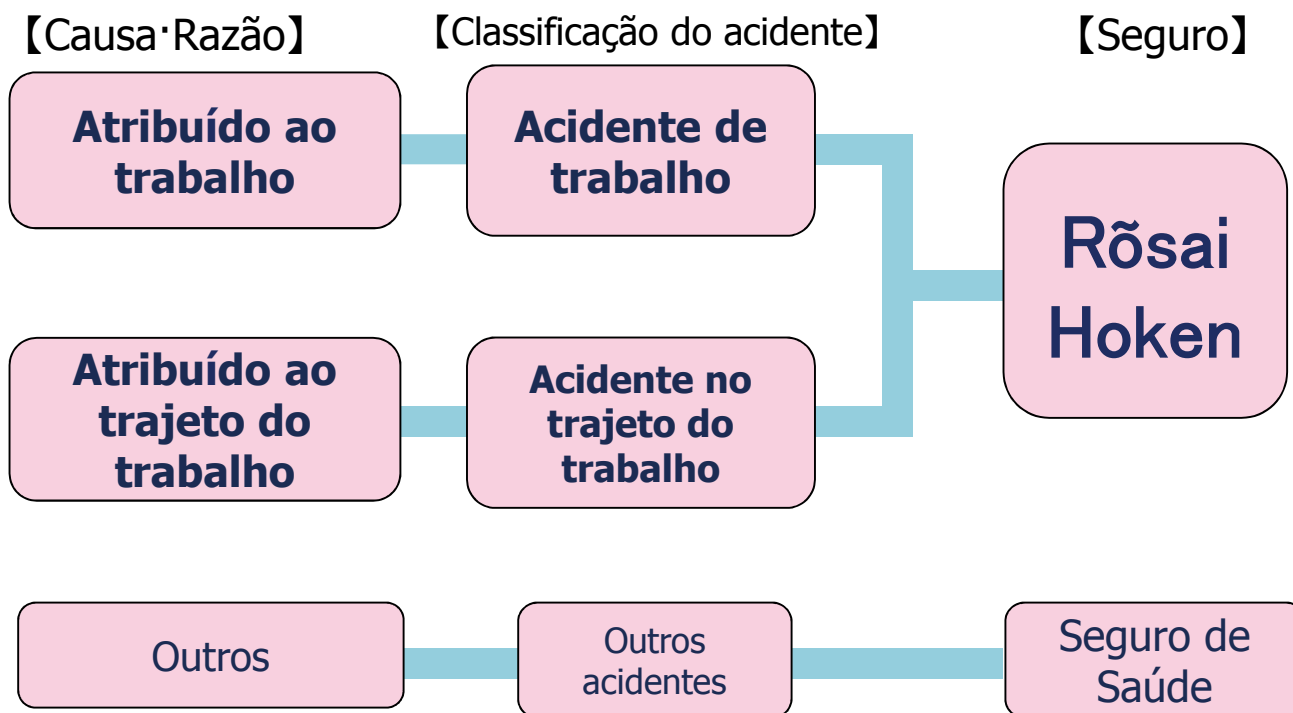 【Causa·Razão】
【Classificação do acidente】
【Seguro】
Atribuído ao
trabalho
Acidente de
trabalho
Rõsai
Hoken
Atribuído ao
trajeto do
trabalho
Acidente no
trajeto do
trabalho
Outros
Outros
acidentes
Seguro de
Saúde